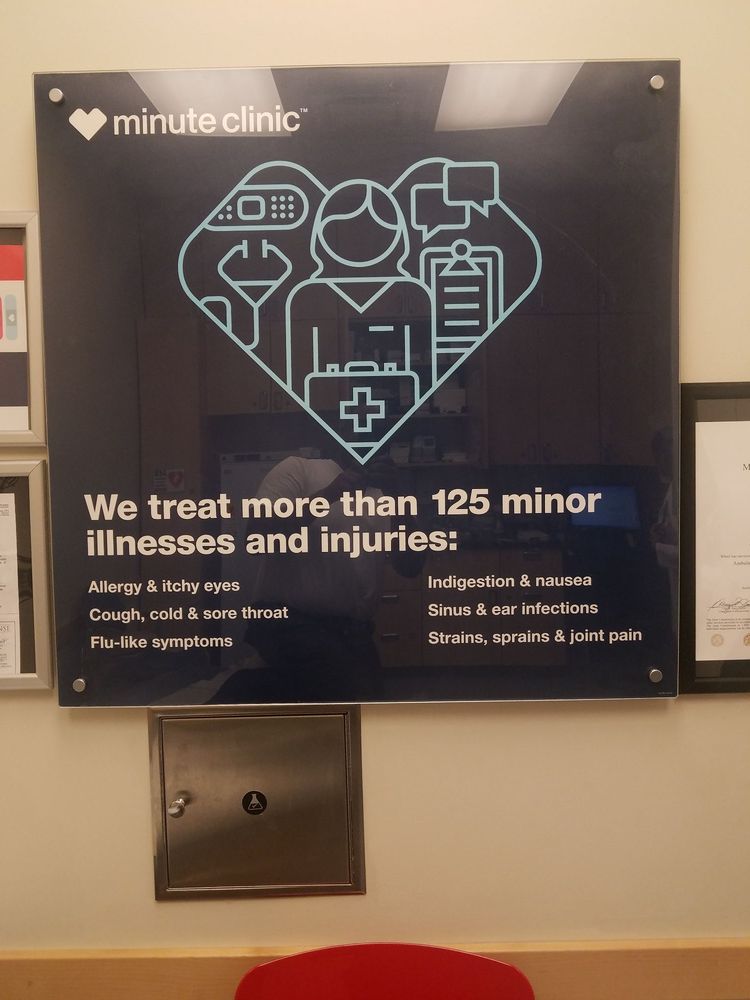 minute clinic™
We treat more than 125 minor
illnesses and injuries:
Allergy & itchy eyes
Cough, cold & sore throat
Flu-like symptoms
Indigestion & nausea
Sinus & ear infections
Strains, sprains & joint pain